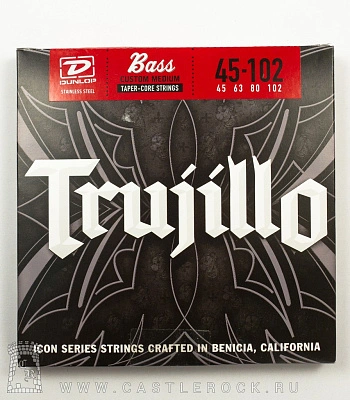 DUNLOP
STAINLESS STEEL
Bass
CUSTOM MEDIUM
TAPER-CORE STRINGS
45-102
45 63 80 102
Trujillo
ICON SERIES STRINGS CRAFTED IN BENICIA, CALIFORNIA
WWW.CASTLEROCK.RU